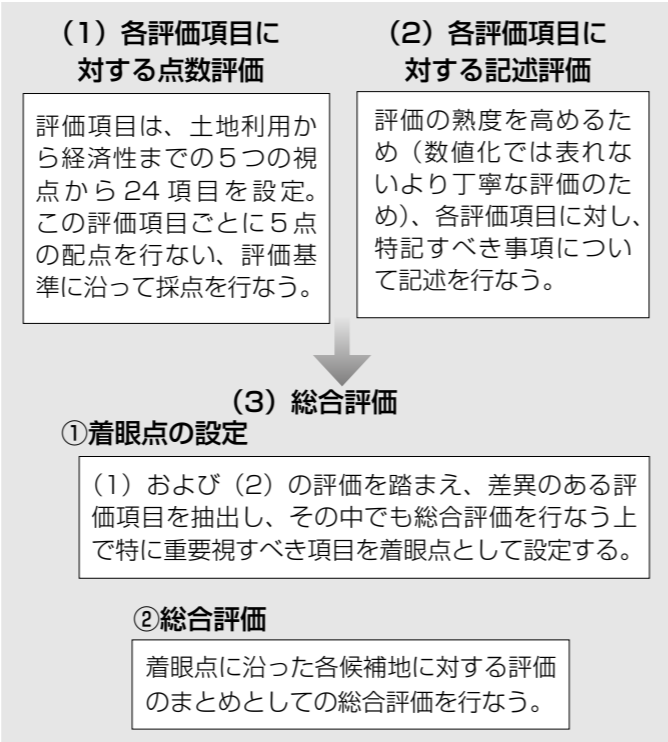 （1）各評価項目に
対する点数評価
評価項目は、土地利用か
ら経済性までの５つの視
点から 24 項目を設定。
この評価項目ごとに５点
の配点を行ない、評価基
準に沿って採点を行なう。
（2）各評価項目に
対する記述評価
評価の熟度を高めるた
め（数値化では表れな
いより丁寧な評価のた
め）、各評価項目に対し、
特記すべき事項につい
て記述を行なう。
（3）総合評価
①着眼点の設定
（1）および（2）の評価を踏まえ、差異のある評
価項目を抽出し、その中でも総合評価を行なう上
で特に重要視すべき項目を着眼点として設定する。
②総合評価
着眼点に沿った各候補地に対する評価
のまとめとしての総合評価を行なう。